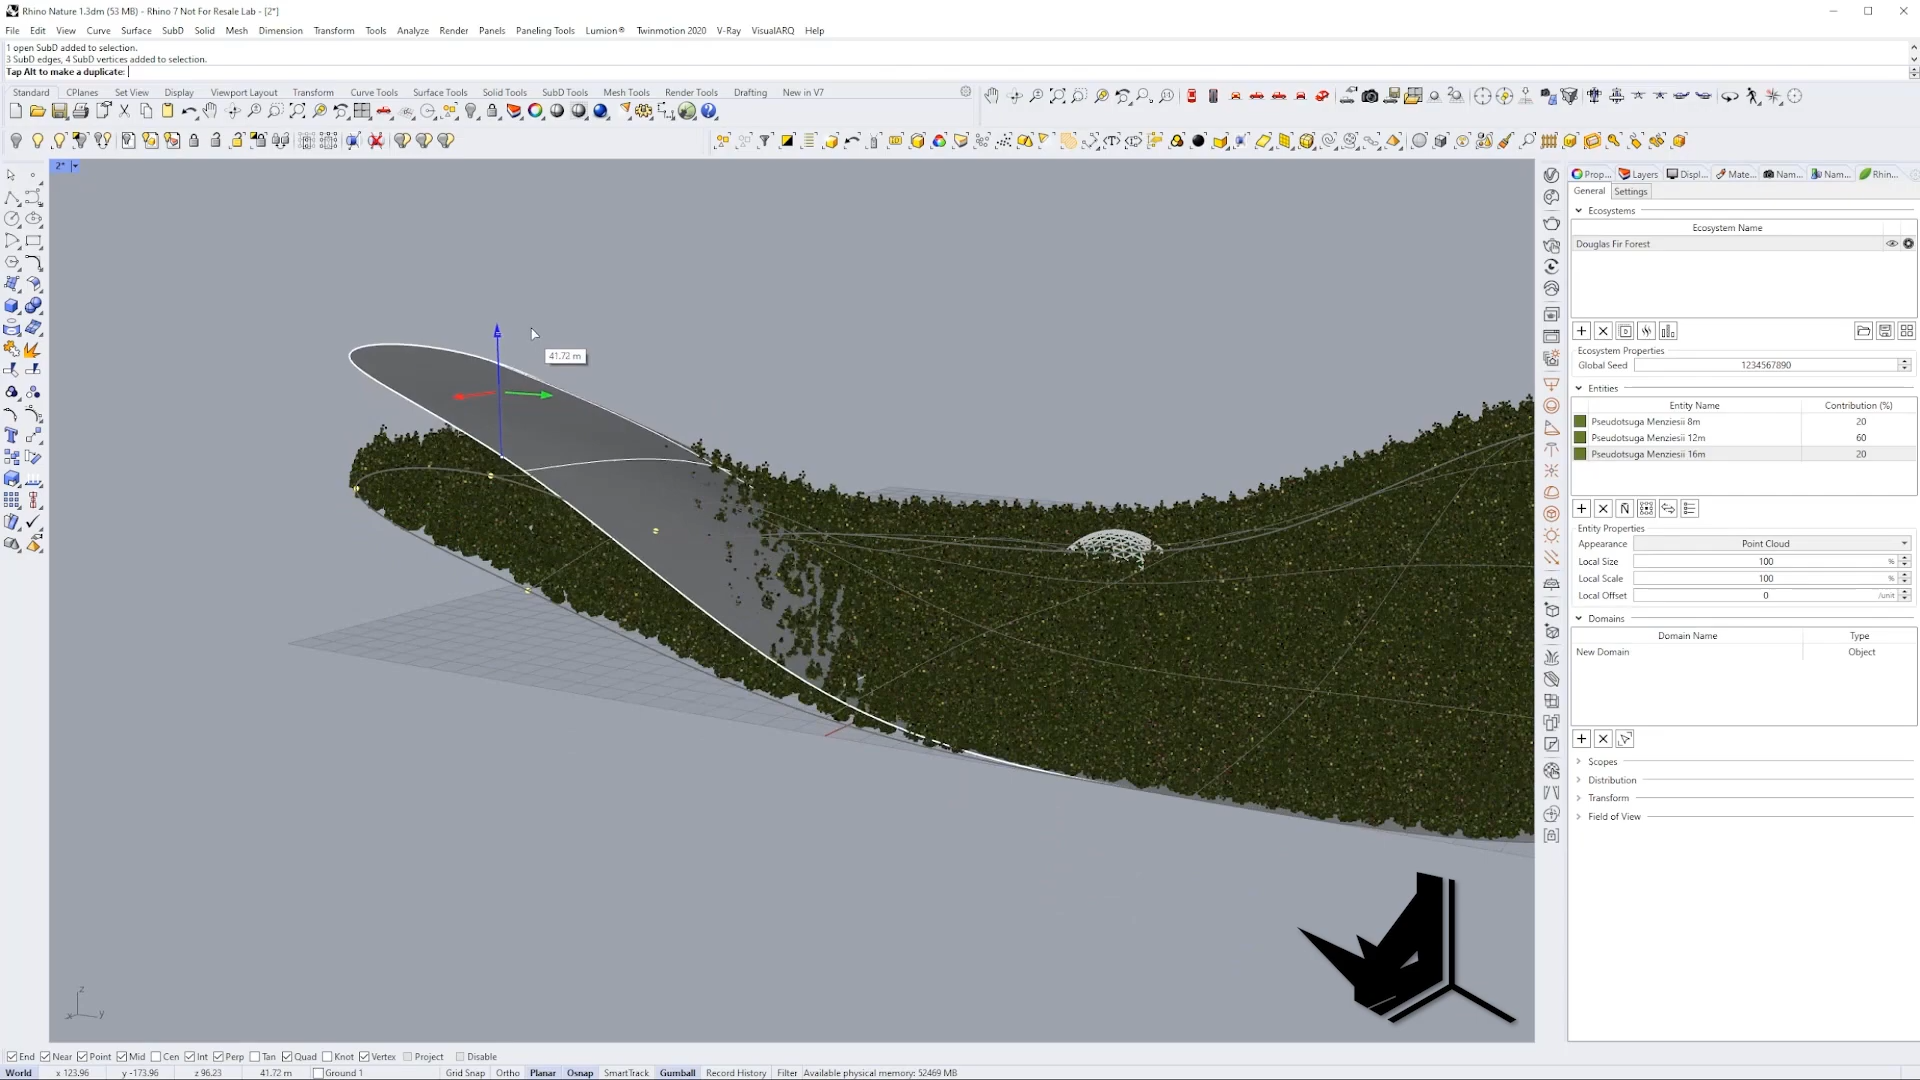 Rhino Nature 1.3dm (53 MB) - Rhino 7 Not For Resale Lab - [2*]
File Edit View Curve Surface SubD Solid Mesh Dimension Transform Tools Analyze Render Panels Paneling Tools Lumion® Twinmotion 2020 V-Ray VisualARQ Help
1 open SubD added to selection.
3 SubD edges, 4 SubD vertices added to selection.
Tap Alt to make a duplicate:
Standard CPlanes Set View Display Viewport Layout Transform Curve Tools Surface Tools Solid Tools SubD Tools Mesh Tools Render Tools Drafting New in V7
2*
Prop... Layers Displ... Mate... Nam... Nam... Rhin...
General Settings
Ecosystems
Ecosystem Name
Douglas Fir Forest
Ecosystem Properties
Global Seed 1234567890
Entities
Entity Name Contribution (%)
Pseudotsuga Menziesii 8m 20
Pseudotsuga Menziesii 12m 60
Pseudotsuga Menziesii 16m 20
Entity Properties
Appearance Point Cloud
Local Size 100 %
Local Scale 100 %
Local Offset 0 /unit
Domains
Domain Name Type
New Domain Object
Scopes
Distribution
Transform
Field of View
41.72 m
z
x y
End Near Point Mid Cen Int Perp Tan Quad Knot Vertex Project Disable
World x 123.96 y -173.96 z 96.23 41.72 m Ground 1 Grid Snap Ortho Planar Osnap SmartTrack Gumball Record History Filter Available physical memory: 52469 MB